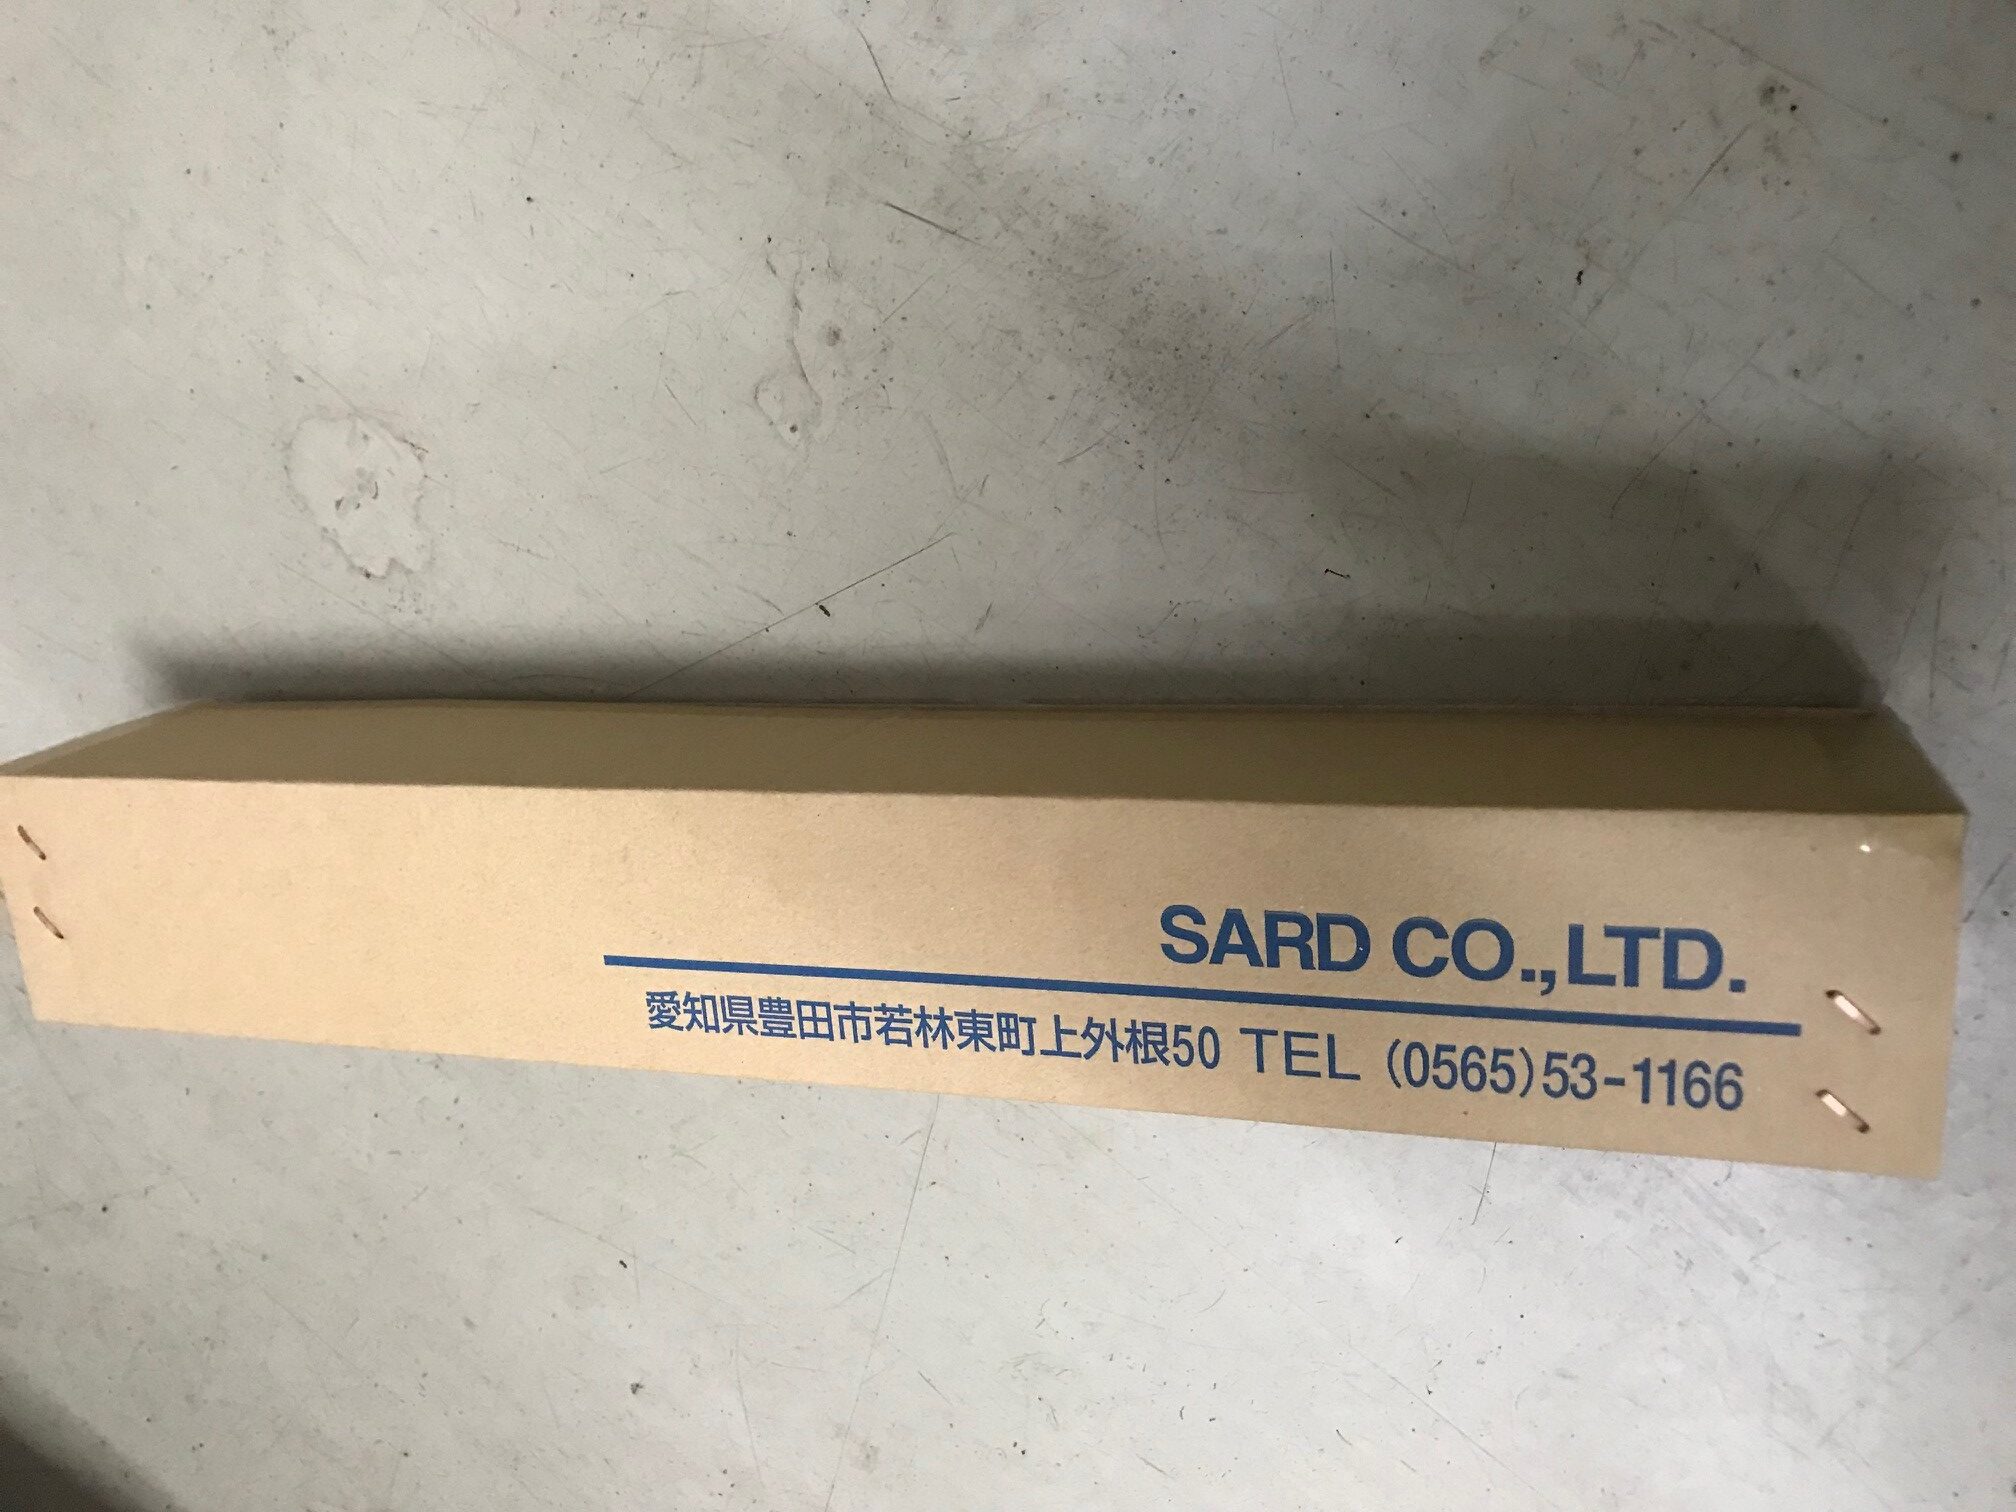 SARD CO.,LTD.
愛知県豊田市若林東町上外根50 TEL (0565)53-1166